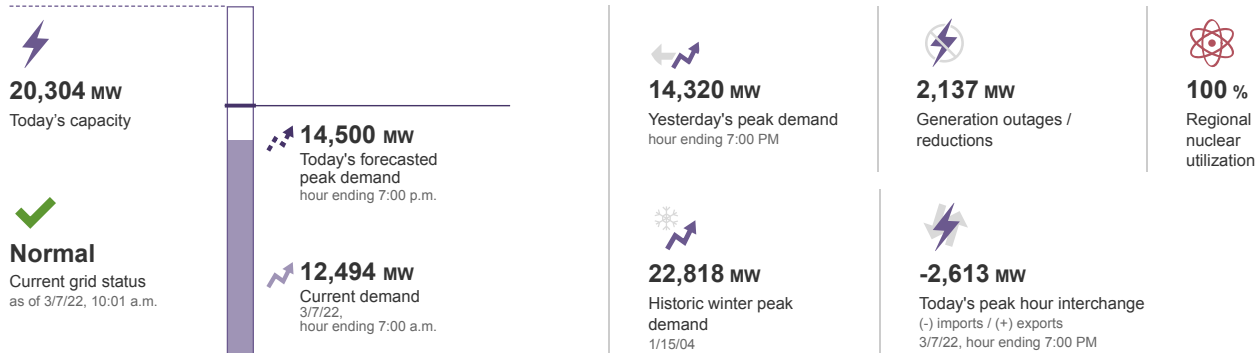 20,304 MW
Today's capacity
Normal
Current grid status
as of 3/7/22, 10:01 a.m.
14,500 MW
Today's forecasted
peak demand
hour ending 7:00 p.m.
12,494 MW
Current demand
3/7/22,
hour ending 7:00 a.m.
14,320 MW
Yesterday's peak demand
hour ending 7:00 PM
2,137 MW
Generation outages /
reductions
100 %
Regional
nuclear
utilization
22,818 MW
Historic winter peak
demand
1/15/04
-2,613 MW
Today's peak hour interchange
(-) imports / (+) exports
3/7/22, hour ending 7:00 PM